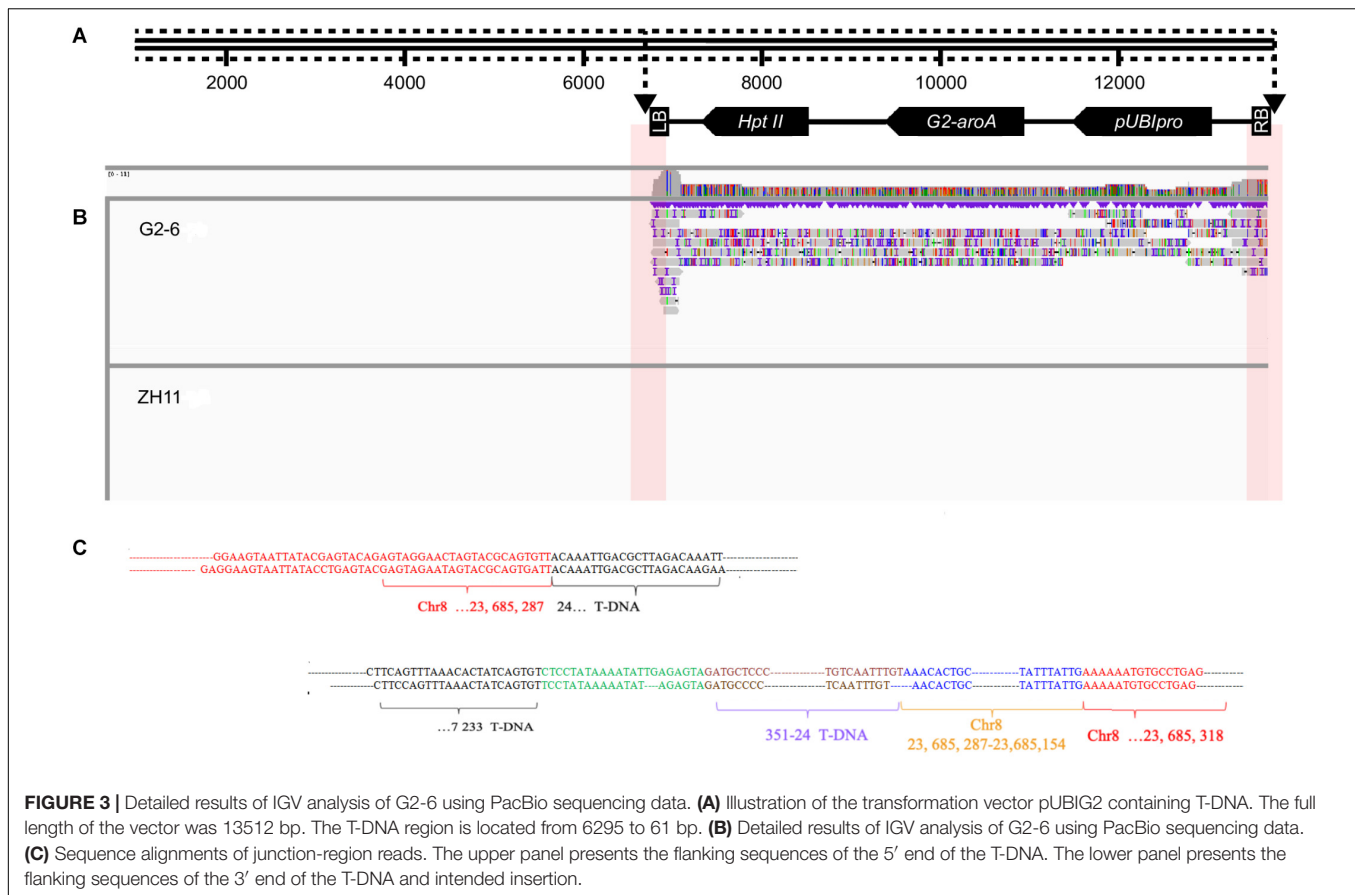 A
2000 4000 6000 8000 10000 12000
LB Hpt II G2-aroA pUBIpro RB
[0 - 11]
B
G2-6
ZH11
C
---------------------GGAAGTAATTATACGAGTACAGAGTAGGAACTAGTACGCAGTGTTACAAATTGACGCTTAGACAAATT------------------
------------------ GAGGAAGTAATTATACCTGAGTACGAGTAGAATAGTACGCAGTGATTACAAATTGACGCTTAGACAAGAA------------------
Chr8 …23, 685, 287 24… T-DNA
--------------CTTCAGTTTAAACACTATCAGTGTCTCCTATAAAATATTGAGAGTAGATGCTCCC-------------TGTCAATTTGTAAACACTGC-----------TATTTATTGAAAAAATGTGCCTGAG----------
----------CTTCCAGTTTAAACTATCAGTGTTCCTATAAAAATAT----AGAGTAGATGCCCC---------------TCAATTTGT------AACACTGC------------TATTTATTGAAAAATGTGCCTGAG------------
…7 233 T-DNA
351-24 T-DNA
Chr8
23, 685, 287-23,685,154
Chr8 …23, 685, 318
FIGURE 3 | Detailed results of IGV analysis of G2-6 using PacBio sequencing data. (A) Illustration of the transformation vector pUBIG2 containing T-DNA. The full
length of the vector was 13512 bp. The T-DNA region is located from 6295 to 61 bp. (B) Detailed results of IGV analysis of G2-6 using PacBio sequencing data.
(C) Sequence alignments of junction-region reads. The upper panel presents the flanking sequences of the 5′ end of the T-DNA. The lower panel presents the
flanking sequences of the 3′ end of the T-DNA and intended insertion.